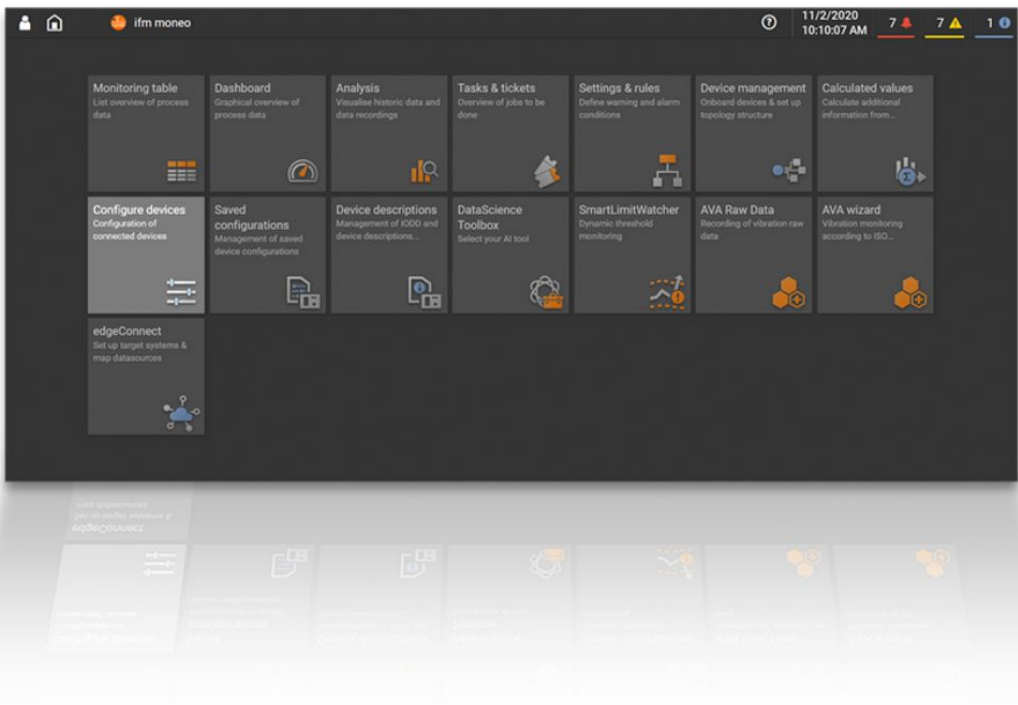 ifm moneo
11/2/2020
10:10:07 AM
7
7
1
Monitoring table
List overview of process
data
Dashboard
Graphical overview of
process data
Analysis
Visualise historic data and
data recordings
Tasks & tickets
Overview of jobs to be
done
Settings & rules
Define warning and alarm
conditions
Device management
Onboard devices & set up
topology structure
Calculated values
Calculate additional
information from...
Configure devices
Configuration of
connected devices
Saved
configurations
Management of saved
device configurations
Device descriptions
Management of IODD and
device descriptions...
DataScience
Toolbox
Select your AI tool
SmartLimitWatcher
Dynamic threshold
monitoring
AVA Raw Data
Recording of vibration raw
data
AVA wizard
Vibration monitoring
according to ISO...
edgeConnect
Set up target systems &
map datasources